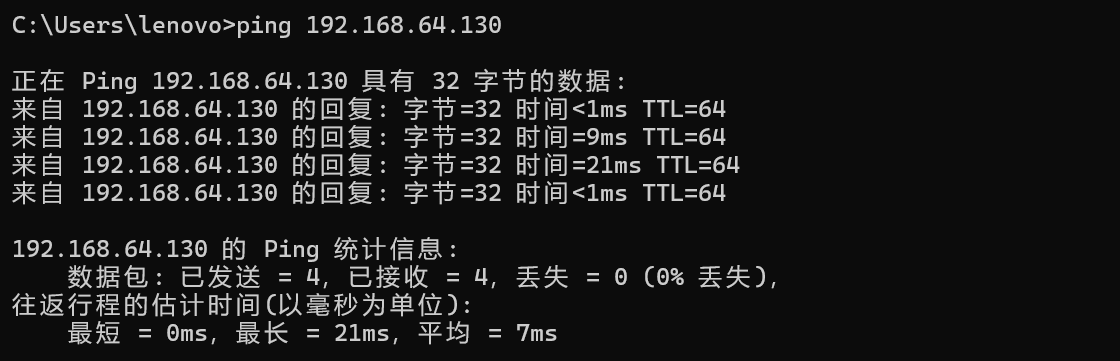 C:\Users\lenovo>ping 192.168.64.130
正在 Ping 192.168.64.130 具有 32 字节的数据:
来自 192.168.64.130 的回复: 字节=32 时间<1ms TTL=64
来自 192.168.64.130 的回复: 字节=32 时间=9ms TTL=64
来自 192.168.64.130 的回复: 字节=32 时间=21ms TTL=64
来自 192.168.64.130 的回复: 字节=32 时间<1ms TTL=64
192.168.64.130 的 Ping 统计信息:
    数据包: 已发送 = 4, 已接收 = 4, 丢失 = 0 (0% 丢失),
往返行程的估计时间(以毫秒为单位):
    最短 = 0ms, 最长 = 21ms, 平均 = 7ms